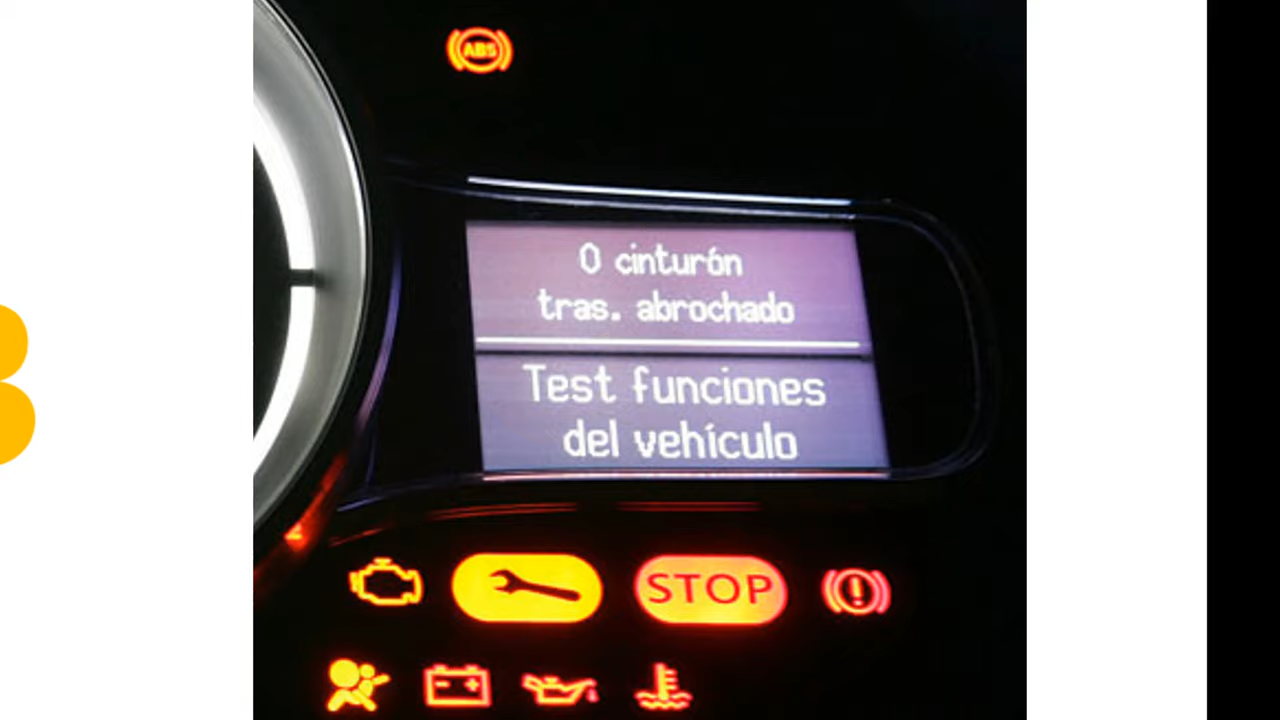 ABS
0 cinturón
tras. abrochado
Test funciones
del vehículo
STOP